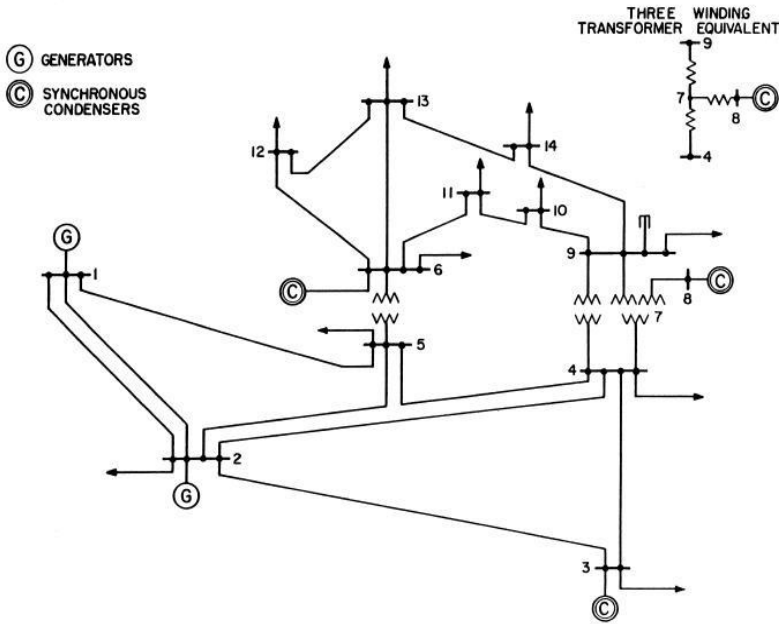 THREE WINDING
TRANSFORMER EQUIVALENT
9
7
C
8
4
G GENERATORS
C SYNCHRONOUS
CONDENSERS
13
12
14
11
10
G
1
C
6
9
8
C
7
5
4
2
G
3
C